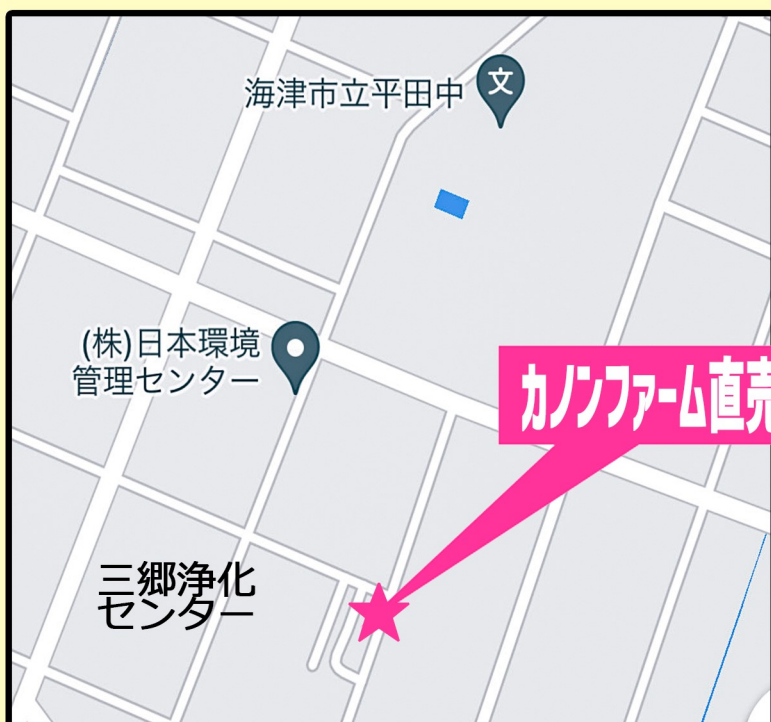 海津市立平田中
文
(株)日本環境
管理センター
カノンファーム直売
三郷浄化
センター